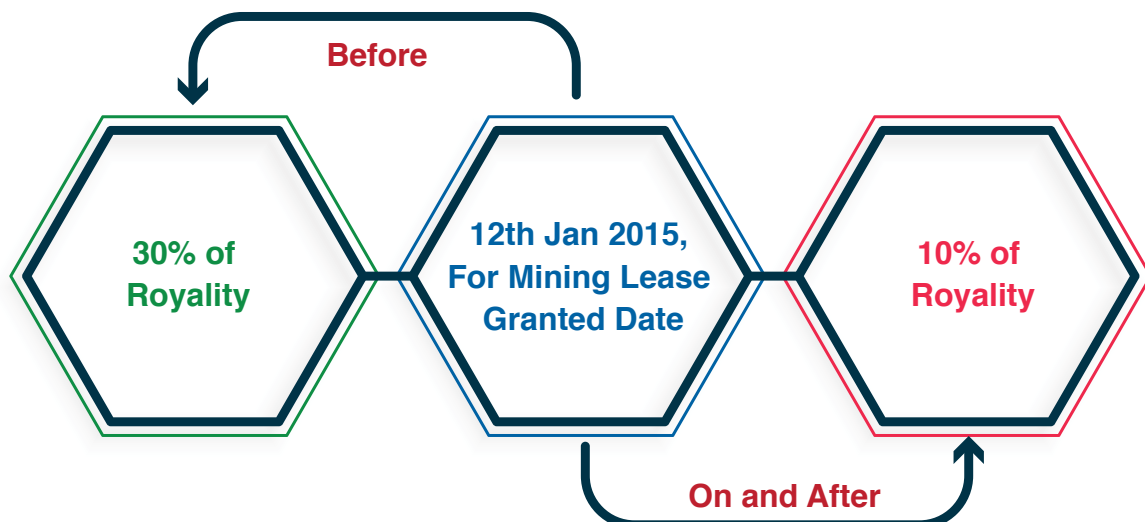 Before
30% of
Royality
12th Jan 2015,
For Mining Lease
Granted Date
10% of
Royality
On and After